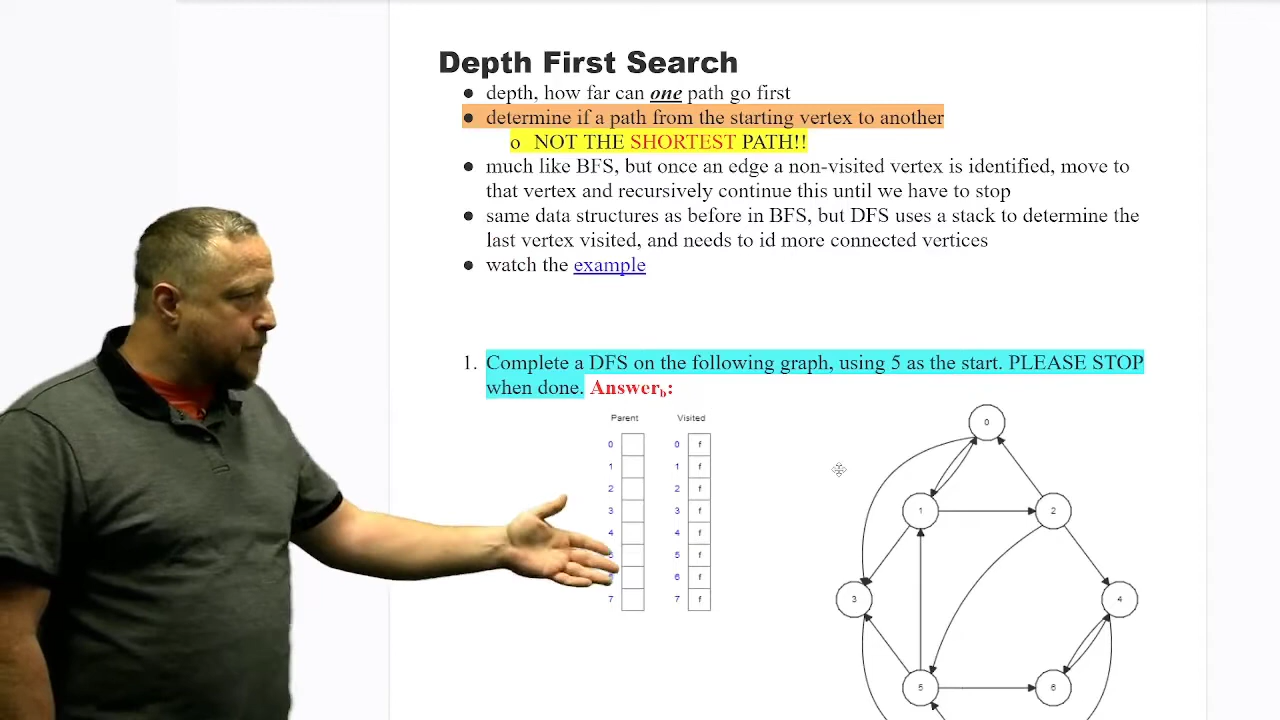 Depth First Search
● depth, how far can one path go first
● determine if a path from the starting vertex to another
o NOT THE SHORTEST PATH!!
● much like BFS, but once an edge a non-visited vertex is identified, move to
that vertex and recursively continue this until we have to stop
● same data structures as before in BFS, but DFS uses a stack to determine the
last vertex visited, and needs to id more connected vertices
● watch the example
1. Complete a DFS on the following graph, using 5 as the start. PLEASE STOP
when done. Answerb:
Parent Visited
0 0 f
1 1 f
2 2 f
3 3 f
4 4 f
5 5 f
6 f
7 7 f
0
1 2
3 4
5 6